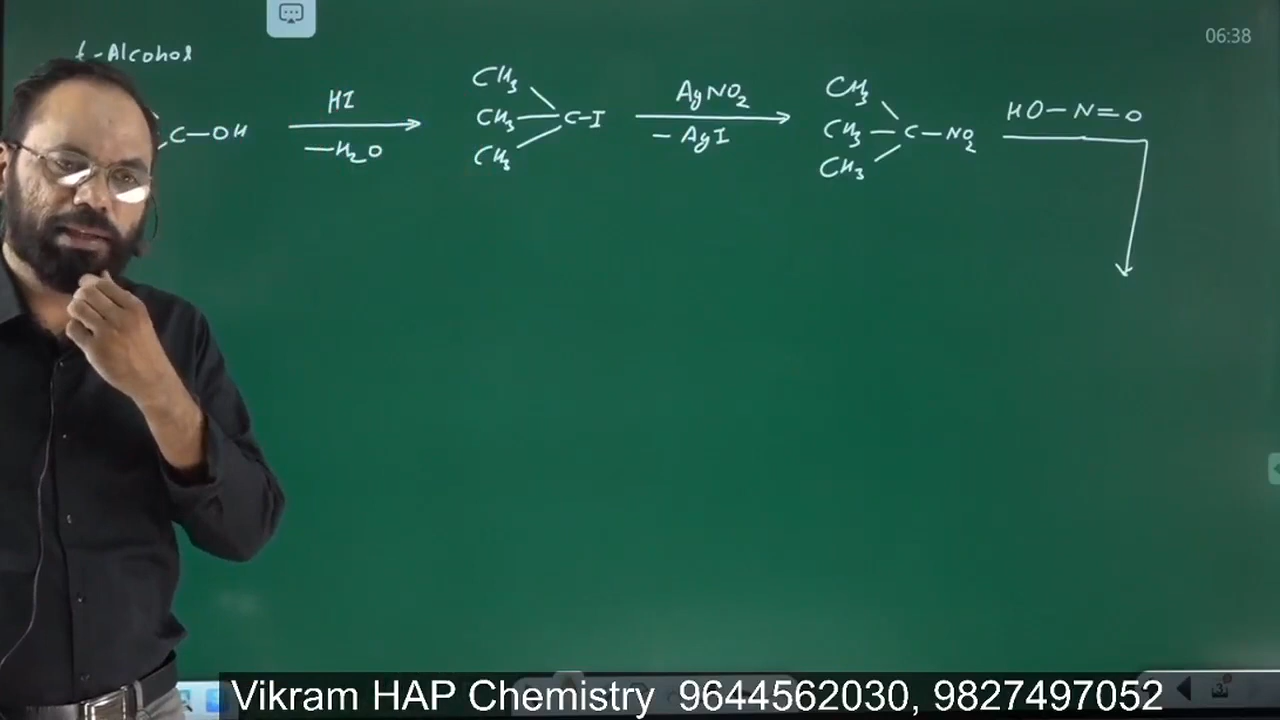 t-Alcohol
06:38
C-OH
HI
-H₂O
CH₃
CH₃ C-I
CH₃
AgNO₂
- AgI
CH₃
CH₃ - C - NO₂
CH₃
HO-N=O
Vikram HAP Chemistry 9644562030, 9827497052